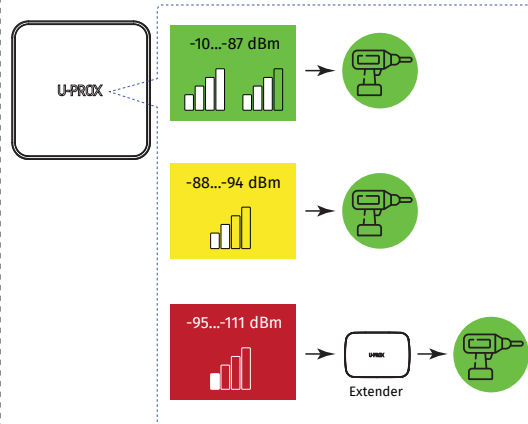 U-PROX
-10...-87 dBm
-88...-94 dBm
-95...-111 dBm
U-PROX
Extender